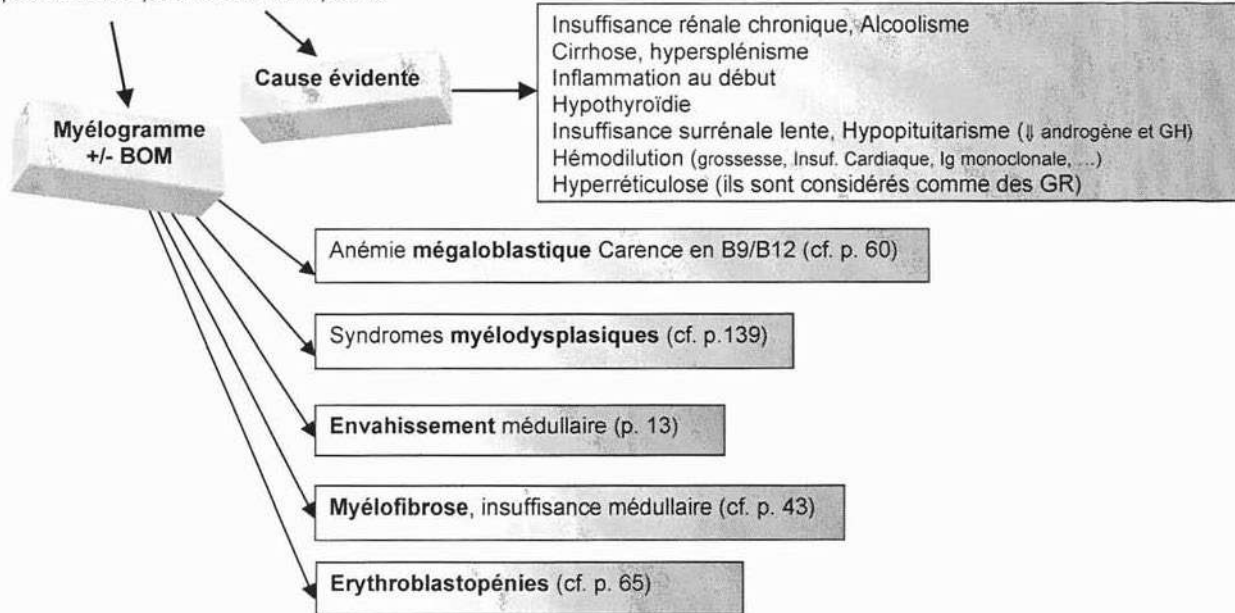 Cause évidente
Insuffisance rénale chronique, Alcoolisme
Cirrhose, hypersplénisme
Inflammation au début
Hypothyroïdie
Insuffisance surrénale lente, Hypopituitarisme (⇓ androgène et GH)
Hémodilution (grossesse, Insuf. Cardiaque, Ig monoclonale, ...)
Hyperréticulose (ils sont considérés comme des GR)
Myélogramme
+/- BOM
Anémie mégaloblastique Carence en B9/B12 (cf. p. 60)
Syndromes myélodysplasiques (cf. p.139)
Envahissement médullaire (p. 13)
Myélofibrose, insuffisance médullaire (cf. p. 43)
Erythroblastopénies (cf. p. 65)